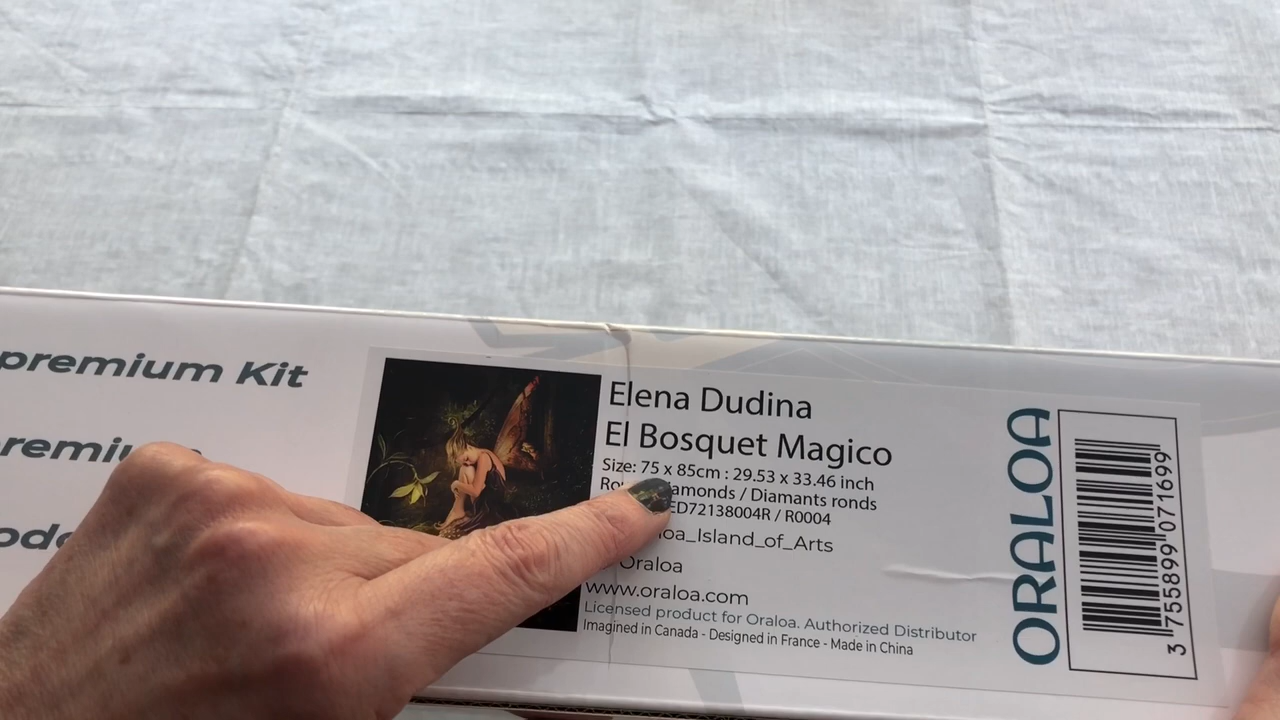 premium Kit
Elena Dudina
El Bosquet Magico
Size: 75 x 85cm : 29.53 x 33.46 inch
/ Diamants ronds
ED72138004R / R0004
Oraloa
www.oraloa.com
Licensed product for Oraloa. Authorized Distributor
Imagined in Canada - Designed in France - Made in China
ORALOA
3 755899 071699